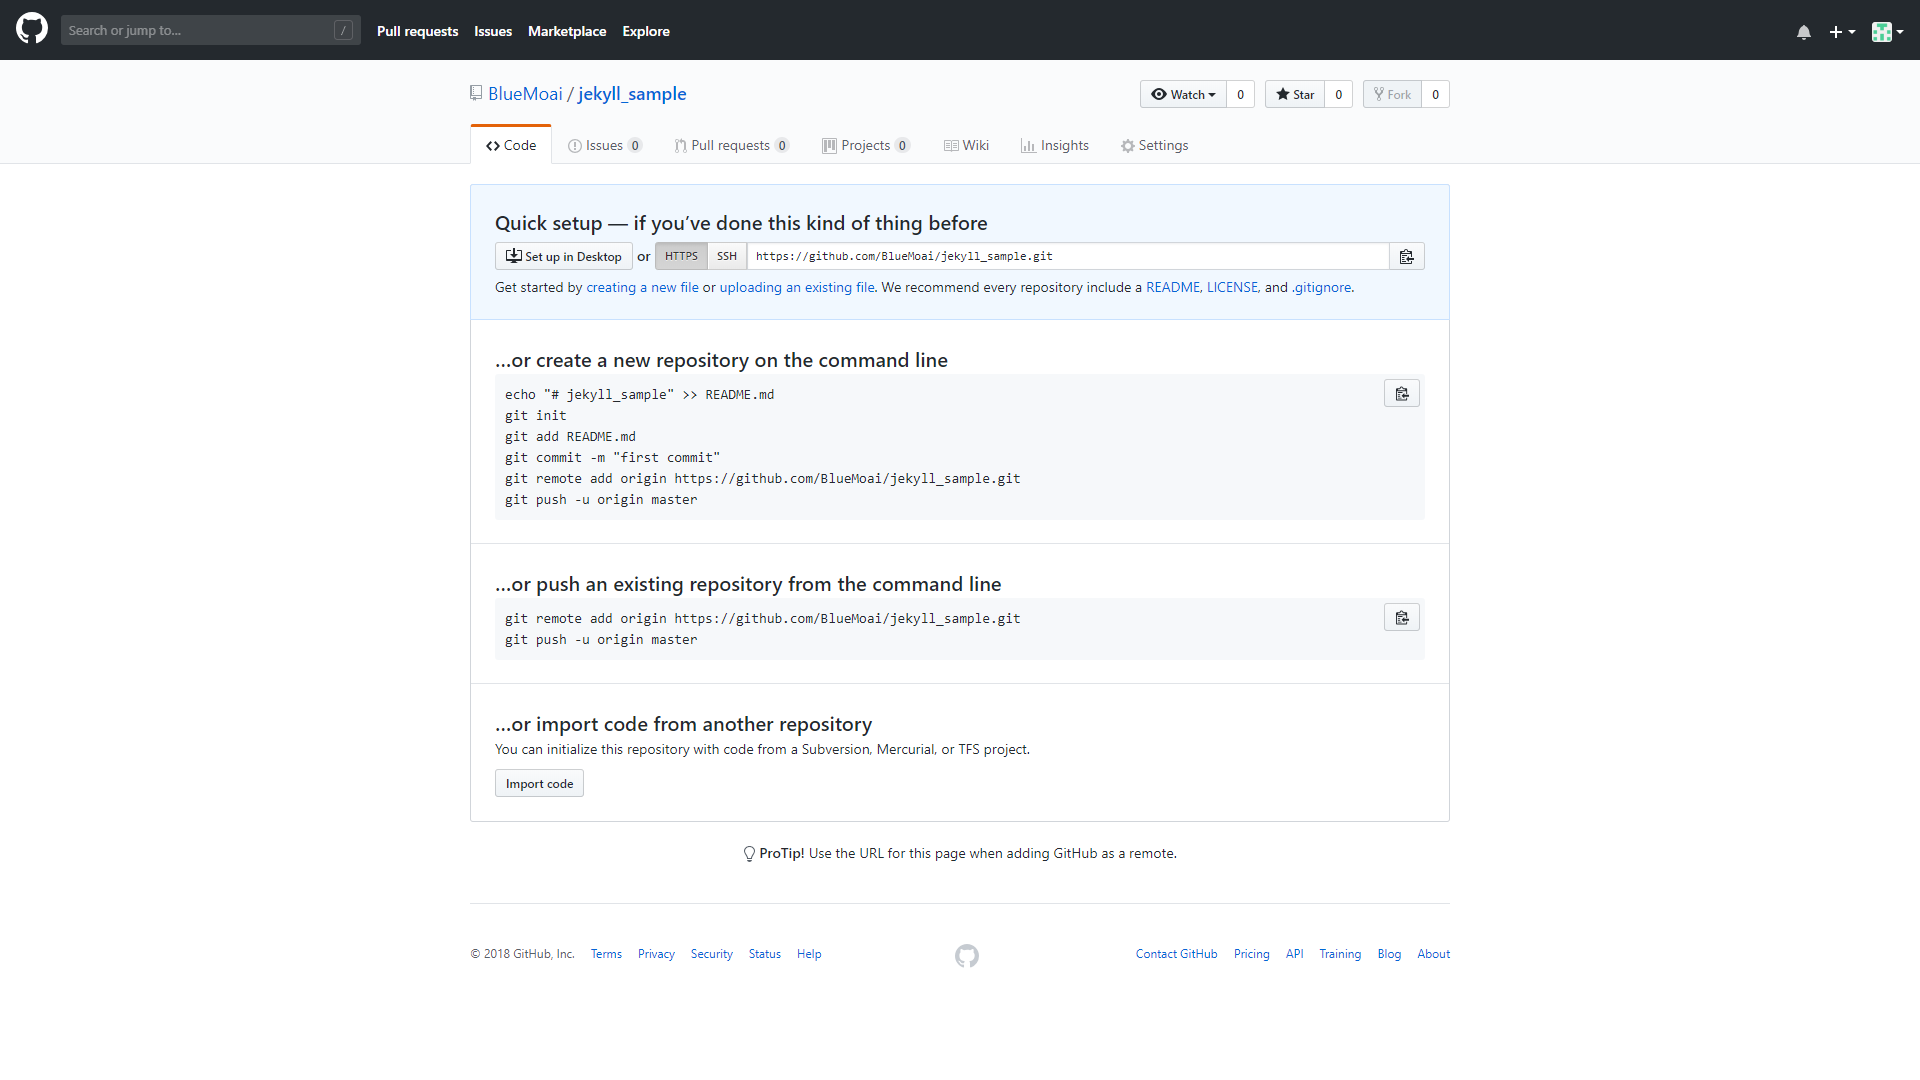 Search or jump to... / Pull requests Issues Marketplace Explore
BlueMoai / jekyll_sample Watch 0 Star 0 Fork 0
Code Issues 0 Pull requests 0 Projects 0 Wiki Insights Settings
Quick setup — if you’ve done this kind of thing before
Set up in Desktop or HTTPS SSH https://github.com/BlueMoai/jekyll_sample.git
Get started by creating a new file or uploading an existing file. We recommend every repository include a README, LICENSE, and .gitignore.
…or create a new repository on the command line
echo "# jekyll_sample" >> README.md
git init
git add README.md
git commit -m "first commit"
git remote add origin https://github.com/BlueMoai/jekyll_sample.git
git push -u origin master
…or push an existing repository from the command line
git remote add origin https://github.com/BlueMoai/jekyll_sample.git
git push -u origin master
…or import code from another repository
You can initialize this repository with code from a Subversion, Mercurial, or TFS project.
Import code
ProTip! Use the URL for this page when adding GitHub as a remote.
© 2018 GitHub, Inc. Terms Privacy Security Status Help Contact GitHub Pricing API Training Blog About